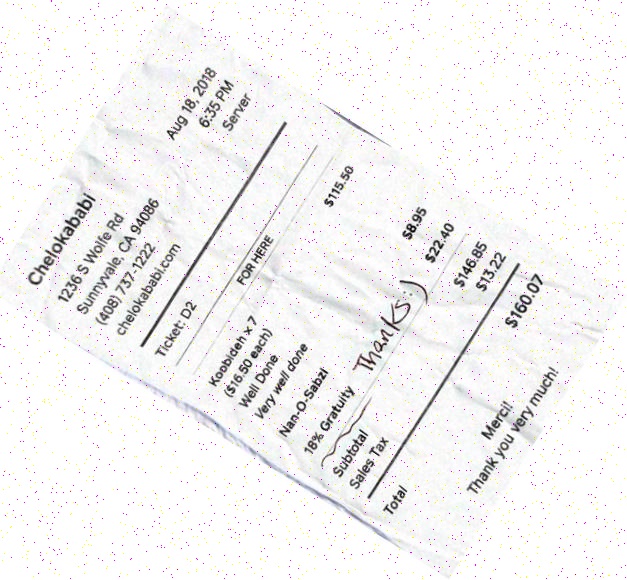 Chelokababi
1236 S Wolfe Rd
Sunnyvale, CA 94086
(408) 737-1222
chelokababi.com
Aug 18, 2018
6:35 PM
Server
Ticket: D2
FOR HERE
Koobideh x 7 $115.50
($16.50 each)
Well Done
Very well done
Nan-O-Sabzi $8.95
18% Gratuity $22.40
Thanks:)
Subtotal $146.85
Sales Tax $13.22
Total $160.07
Merci!
Thank you very much!